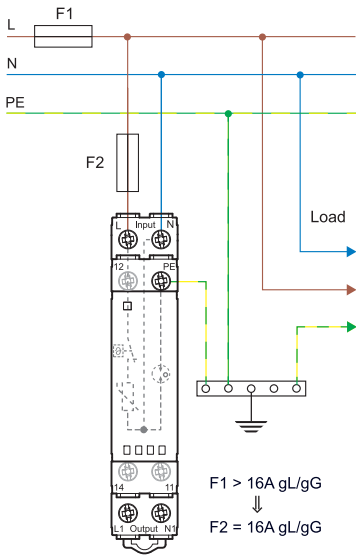 F1
L
N
PE
F2
L Input N
Load
12 PE
14 11
L1 Output N1
F1 > 16A gL/gG
⇓
F2 = 16A gL/gG